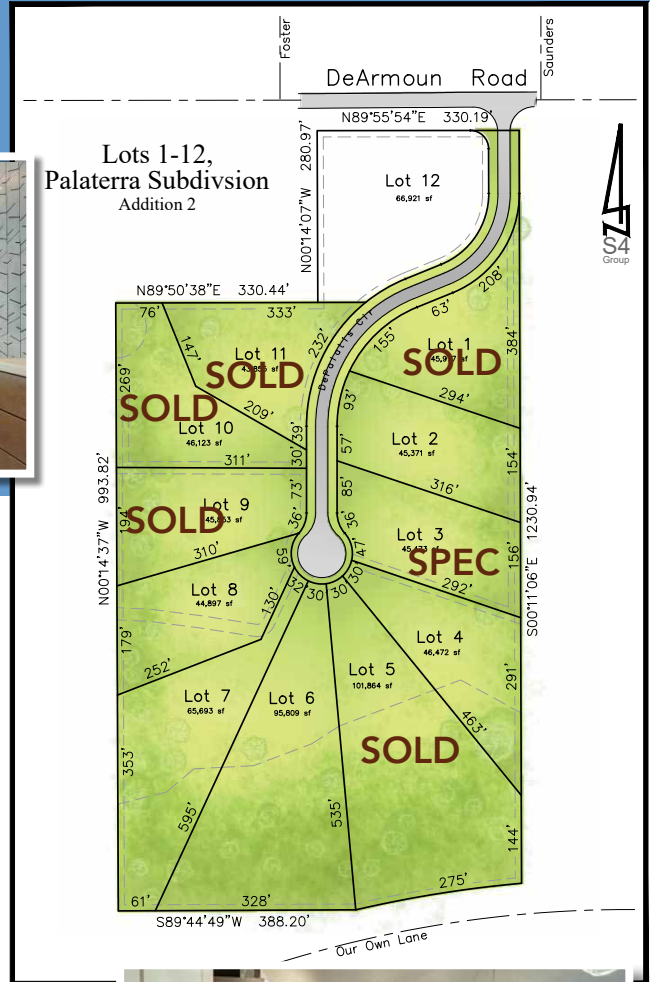 Foster
Saunders
DeArmoun Road
N89°55'54"E 330.19'
Lots 1-12,
Palaterra Subdivsion
Addition 2
N00°14'07"W 280.97'
Lot 12
66,921 sf
S4
Group
N89°50'38"E 330.44'
76'
333'
208'
63'
232'
155'
147'
Lot 11
SOLD
Lot 1
SOLD
384'
269'
294'
93'
SOLD
209'
Lot 10
46,123 sf
39'
30'
311'
57'
Lot 2
45,371 sf
154'
316'
N00°14'37"W 993.82'
73'
85'
Lot 9
SOLD
194'
36'
36'
Lot 3
SPEC
156'
S00°11'06"E 1230.94'
310'
59'
47'
292'
Lot 8
44,897 sf
130'
32'
30'
30'
30'
Lot 4
46,472 sf
179'
252'
Lot 7
65,693 sf
Lot 6
95,809 sf
Lot 5
101,864 sf
291'
463'
SOLD
353'
595'
535'
144'
61'
328'
275'
S89°44'49"W 388.20'
Our Own Lane